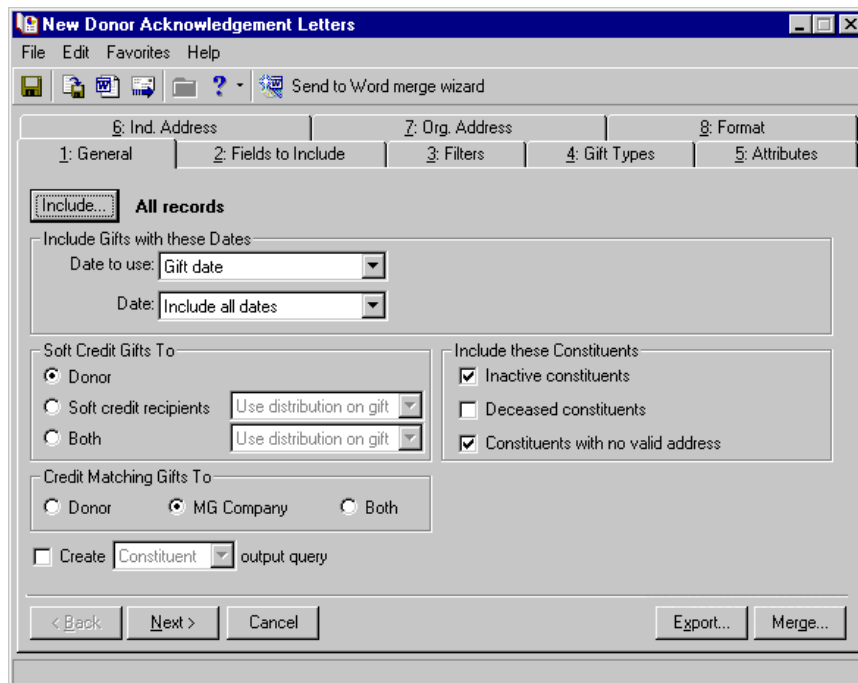 New Donor Acknowledgement Letters
File Edit Favorites Help
Send to Word merge wizard
6: Ind. Address 7: Org. Address 8: Format
1: General 2: Fields to Include 3: Filters 4: Gift Types 5: Attributes
Include... All records
Include Gifts with these Dates
Date to use: Gift date
Date: Include all dates
Soft Credit Gifts To
Donor
Soft credit recipients Use distribution on gift
Both Use distribution on gift
Include these Constituents
Inactive constituents
Deceased constituents
Constituents with no valid address
Credit Matching Gifts To
Donor MG Company Both
Create Constituent output query
< Back Next > Cancel Export... Merge...